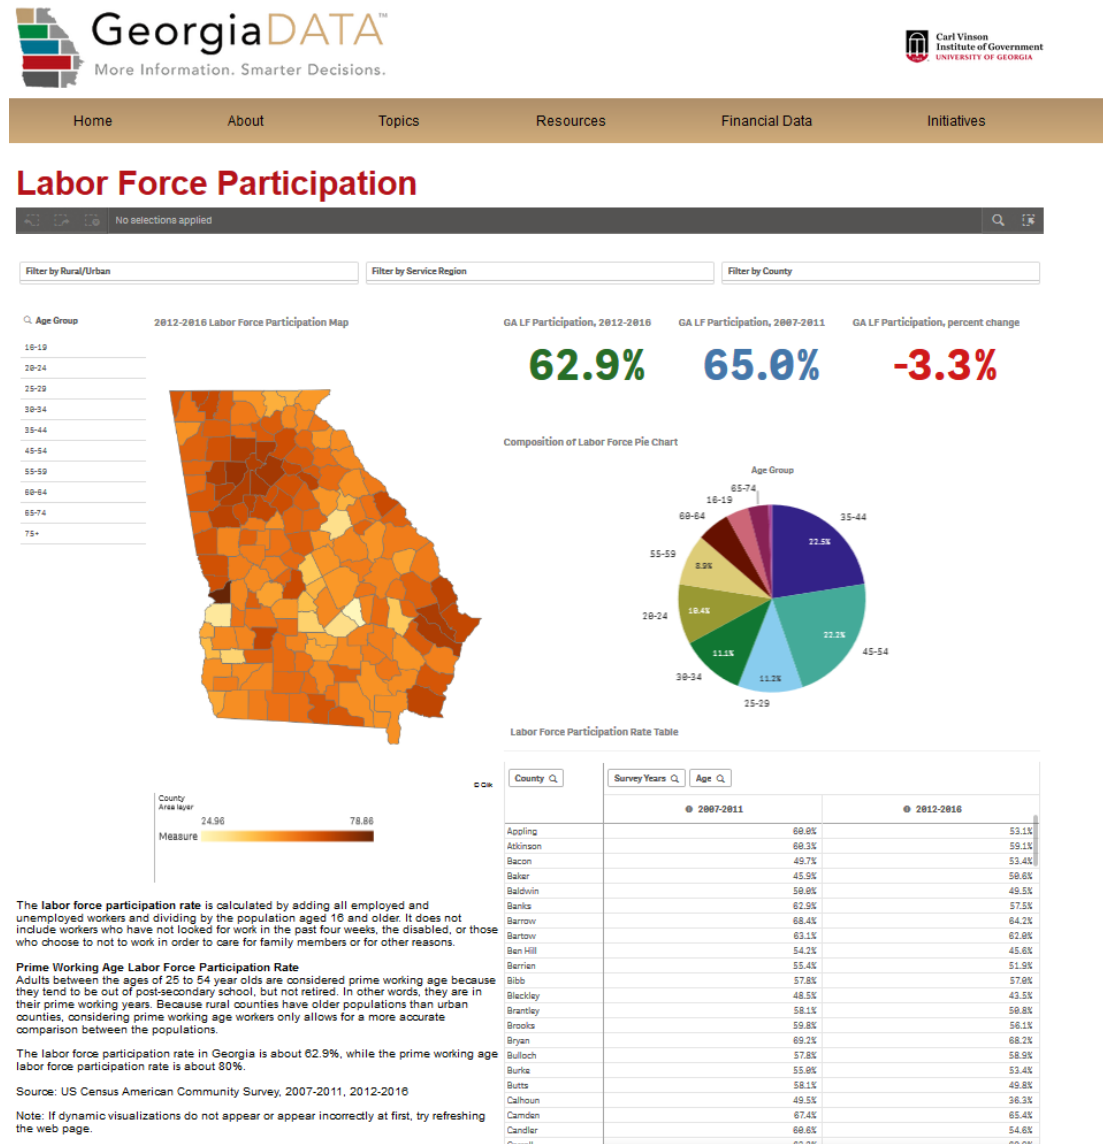 GeorgiaDATA™
More Information. Smarter Decisions.
Carl Vinson
Institute of Government
UNIVERSITY OF GEORGIA
Home About Topics Resources Financial Data Initiatives
Labor Force Participation
No selections applied
Filter by Rural/Urban Filter by Service Region Filter by County
Age Group
16-19
20-24
25-29
30-34
35-44
45-54
55-59
60-64
65-74
75+
2012-2016 Labor Force Participation Map
GA LF Participation, 2012-2016 GA LF Participation, 2007-2011 GA LF Participation, percent change
62.9% 65.0% -3.3%
Composition of Labor Force Pie Chart
Age Group
65-74
16-19
60-64
35-44
22.5%
55-59
8.9%
20-24
10.4%
22.2%
45-54
11.1%
30-34
11.2%
25-29
© Qlik
County
Area layer
24.96 78.86
Measure
Labor Force Participation Rate Table
County Survey Years Age
2007-2011 2012-2016
Appling 60.0% 53.1%
Atkinson 60.3% 59.1%
Bacon 49.7% 53.4%
Baker 45.9% 50.6%
Baldwin 50.0% 49.5%
Banks 62.9% 57.5%
Barrow 68.4% 64.2%
Bartow 63.1% 62.0%
Ben Hill 54.2% 45.6%
Berrien 55.4% 51.9%
Bibb 57.8% 57.0%
Bleckley 48.5% 43.5%
Brantley 58.1% 50.8%
Brooks 59.8% 56.1%
Bryan 69.2% 68.2%
Bulloch 57.8% 58.9%
Burke 55.0% 53.4%
Butts 58.1% 49.8%
Calhoun 49.5% 36.3%
Camden 67.4% 65.4%
Candler 60.6% 54.6%
The labor force participation rate is calculated by adding all employed and
unemployed workers and dividing by the population aged 16 and older. It does not
include workers who have not looked for work in the past four weeks, the disabled, or those
who choose to not to work in order to care for family members or for other reasons.
Prime Working Age Labor Force Participation Rate
Adults between the ages of 25 to 54 year olds are considered prime working age because
they tend to be out of post-secondary school, but not retired. In other words, they are in
their prime working years. Because rural counties have older populations than urban
counties, considering prime working age workers only allows for a more accurate
comparison between the populations.
The labor force participation rate in Georgia is about 62.9%, while the prime working age
labor force participation rate is about 80%.
Source: US Census American Community Survey, 2007-2011, 2012-2016
Note: If dynamic visualizations do not appear or appear incorrectly at first, try refreshing
the web page.